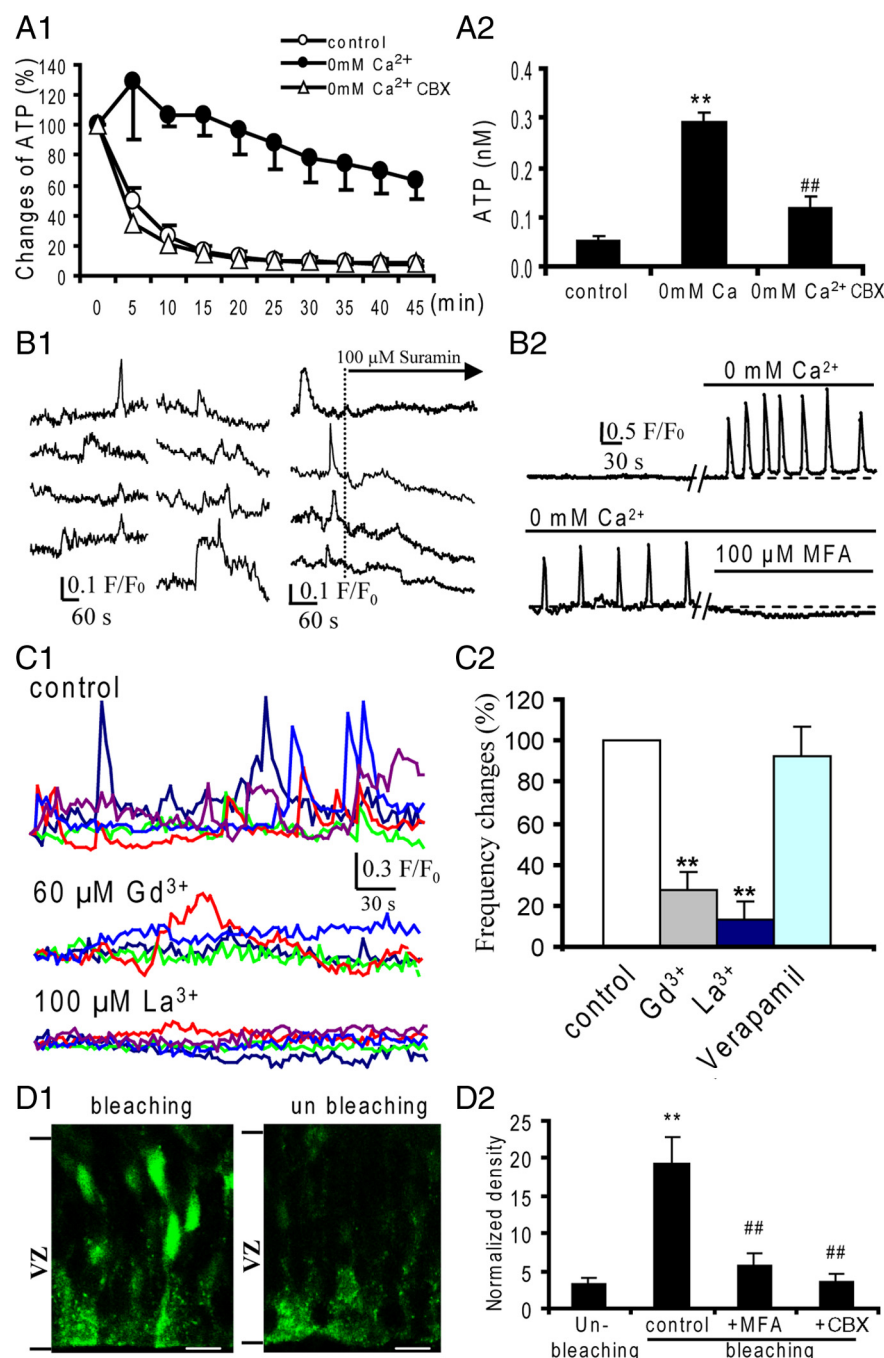 A1
control
0mM Ca²⁺
0mM Ca²⁺ CBX
Changes of ATP (%)
140
120
100
80
60
40
20
0
0 5 10 15 20 25 30 35 40 45 (min)
A2
ATP (nM)
0.4
0.3
0.2
0.1
0.0
**
##
control 0mM Ca 0mM Ca²⁺ CBX
B1
100 µM Suramin
0.1 F/F₀
60 s
0.1 F/F₀
60 s
B2
0 mM Ca²⁺
0.5 F/F₀
30 s
0 mM Ca²⁺
100 µM MFA
C1
control
0.3 F/F₀
30 s
60 µM Gd³⁺
100 µM La³⁺
C2
Frequency changes (%)
120
100
80
60
40
20
0
**
**
control
Gd³⁺
La³⁺
Verapamil
D1
bleaching
un bleaching
VZ
VZ
D2
Normalized density
25
20
15
10
5
0
**
##
##
Un-
bleaching
control +MFA +CBX
bleaching